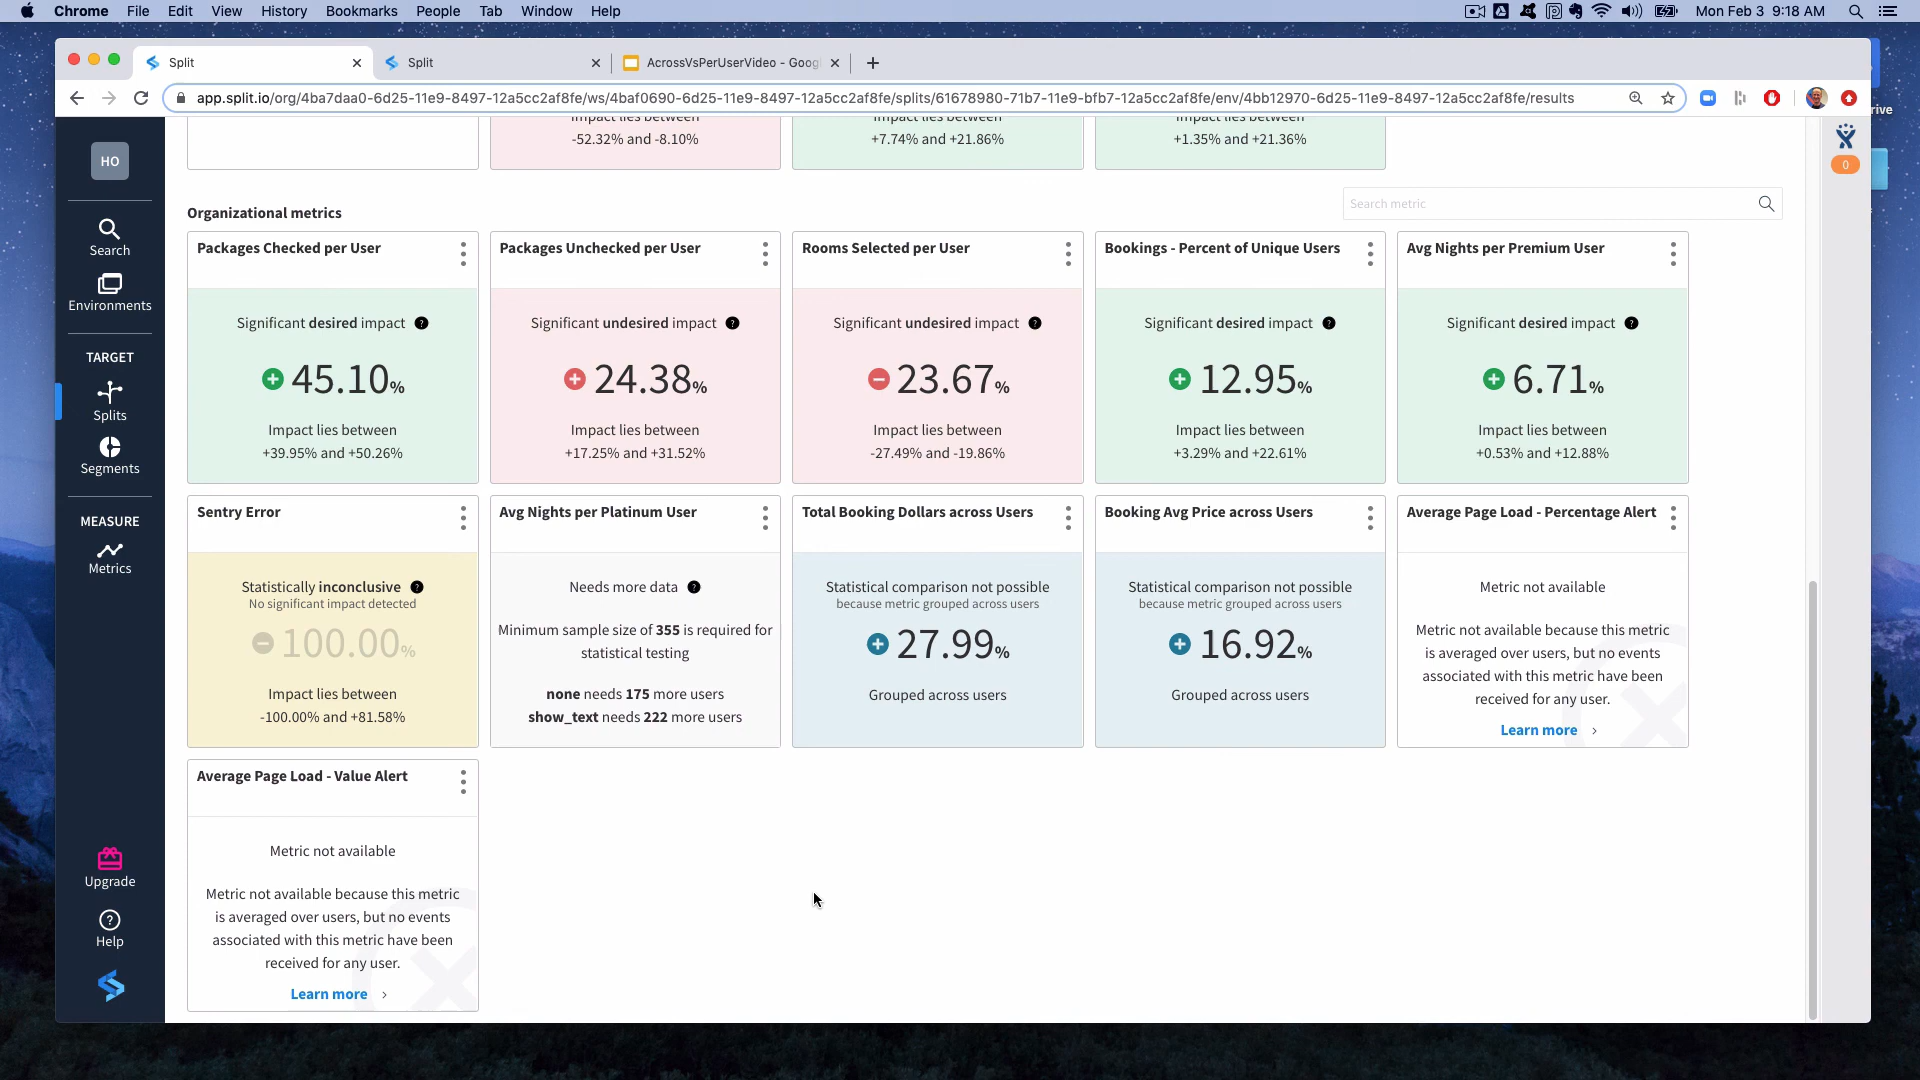 Chrome File Edit View History Bookmarks People Tab Window Help
Mon Feb 3 9:18 AM
Split
Split
AcrossVsPerUserVideo - Goog
app.split.io/org/4ba7daa0-6d25-11e9-8497-12a5cc2af8fe/ws/4baf0690-6d25-11e9-8497-12a5cc2af8fe/splits/61678980-71b7-11e9-bfb7-12a5cc2af8fe/env/4bb12970-6d25-11e9-8497-12a5cc2af8fe/results
rive
HO
Search
Environments
TARGET
Splits
Segments
MEASURE
Metrics
Upgrade
Help
0
Impact lies between
-52.32% and -8.10%
Impact lies between
+7.74% and +21.86%
Impact lies between
+1.35% and +21.36%
Organizational metrics
Search metric
Packages Checked per User
Significant desired impact
45.10%
Impact lies between
+39.95% and +50.26%
Packages Unchecked per User
Significant undesired impact
24.38%
Impact lies between
+17.25% and +31.52%
Rooms Selected per User
Significant undesired impact
23.67%
Impact lies between
-27.49% and -19.86%
Bookings - Percent of Unique Users
Significant desired impact
12.95%
Impact lies between
+3.29% and +22.61%
Avg Nights per Premium User
Significant desired impact
6.71%
Impact lies between
+0.53% and +12.88%
Sentry Error
Statistically inconclusive
No significant impact detected
100.00%
Impact lies between
-100.00% and +81.58%
Avg Nights per Platinum User
Needs more data
Minimum sample size of 355 is required for
statistical testing
none needs 175 more users
show_text needs 222 more users
Total Booking Dollars across Users
Statistical comparison not possible
because metric grouped across users
27.99%
Grouped across users
Booking Avg Price across Users
Statistical comparison not possible
because metric grouped across users
16.92%
Grouped across users
Average Page Load - Percentage Alert
Metric not available
Metric not available because this metric
is averaged over users, but no events
associated with this metric have been
received for any user.
Learn more
Average Page Load - Value Alert
Metric not available
Metric not available because this metric
is averaged over users, but no events
associated with this metric have been
received for any user.
Learn more